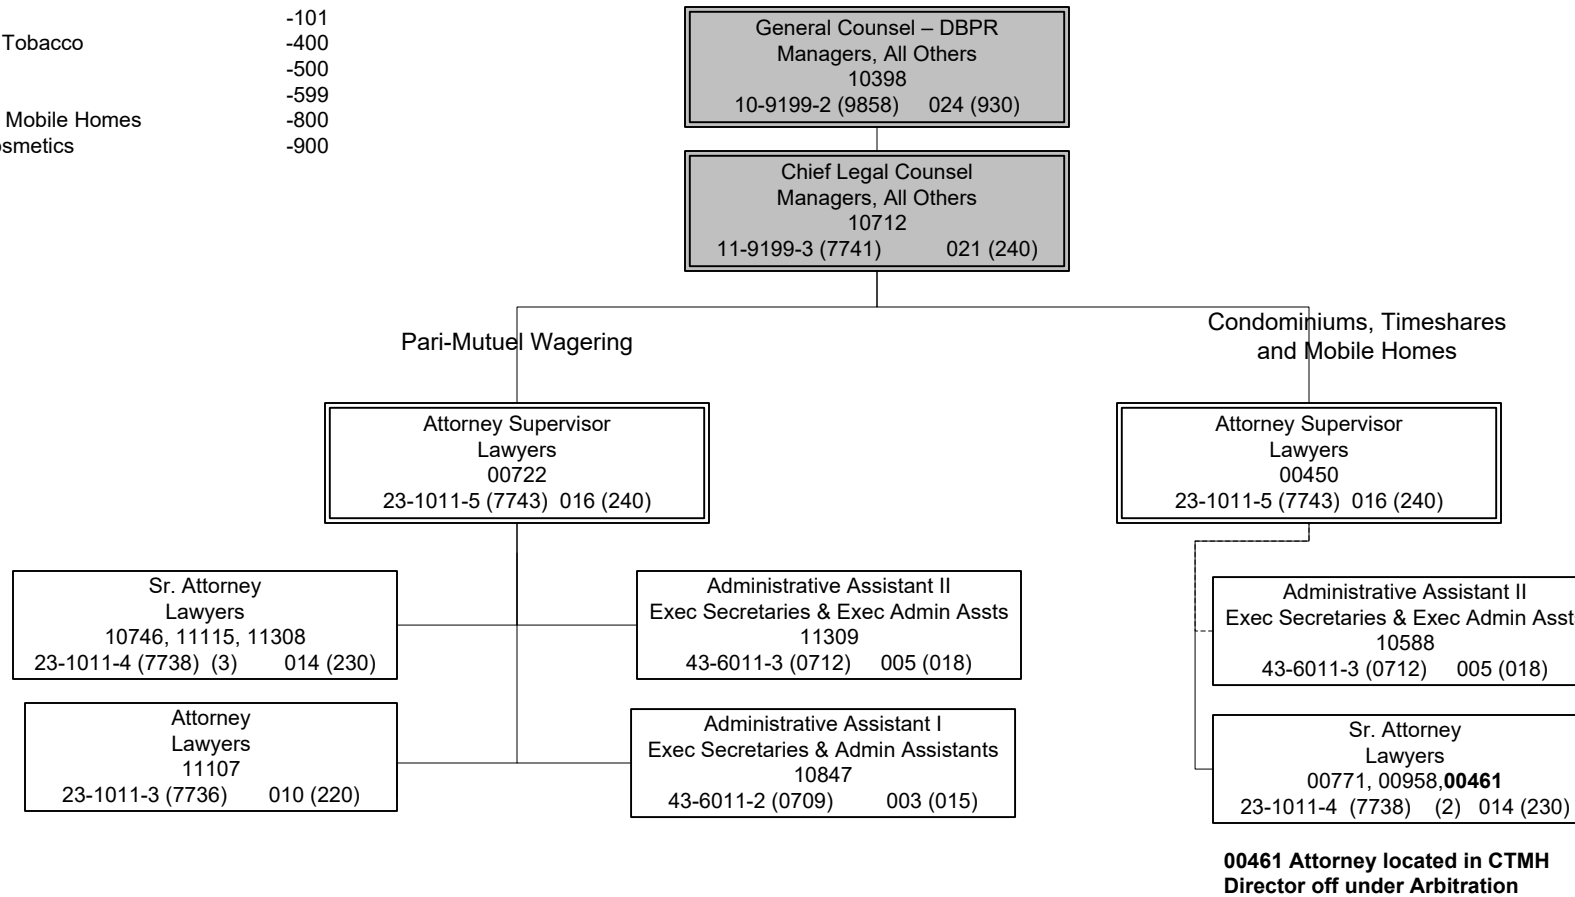 -101
Tobacco -400
-500
-599
Mobile Homes -800
osmetics -900
General Counsel – DBPR
Managers, All Others
10398
10-9199-2 (9858) 024 (930)
Chief Legal Counsel
Managers, All Others
10712
11-9199-3 (7741) 021 (240)
Pari-Mutuel Wagering
Condominiums, Timeshares
and Mobile Homes
Attorney Supervisor
Lawyers
00722
23-1011-5 (7743) 016 (240)
Attorney Supervisor
Lawyers
00450
23-1011-5 (7743) 016 (240)
Sr. Attorney
Lawyers
10746, 11115, 11308
23-1011-4 (7738) (3) 014 (230)
Administrative Assistant II
Exec Secretaries & Exec Admin Assts
11309
43-6011-3 (0712) 005 (018)
Administrative Assistant II
Exec Secretaries & Exec Admin Assts
10588
43-6011-3 (0712) 005 (018)
Attorney
Lawyers
11107
23-1011-3 (7736) 010 (220)
Administrative Assistant I
Exec Secretaries & Admin Assistants
10847
43-6011-2 (0709) 003 (015)
Sr. Attorney
Lawyers
00771, 00958,00461
23-1011-4 (7738) (2) 014 (230)
00461 Attorney located in CTMH
Director off under Arbitration